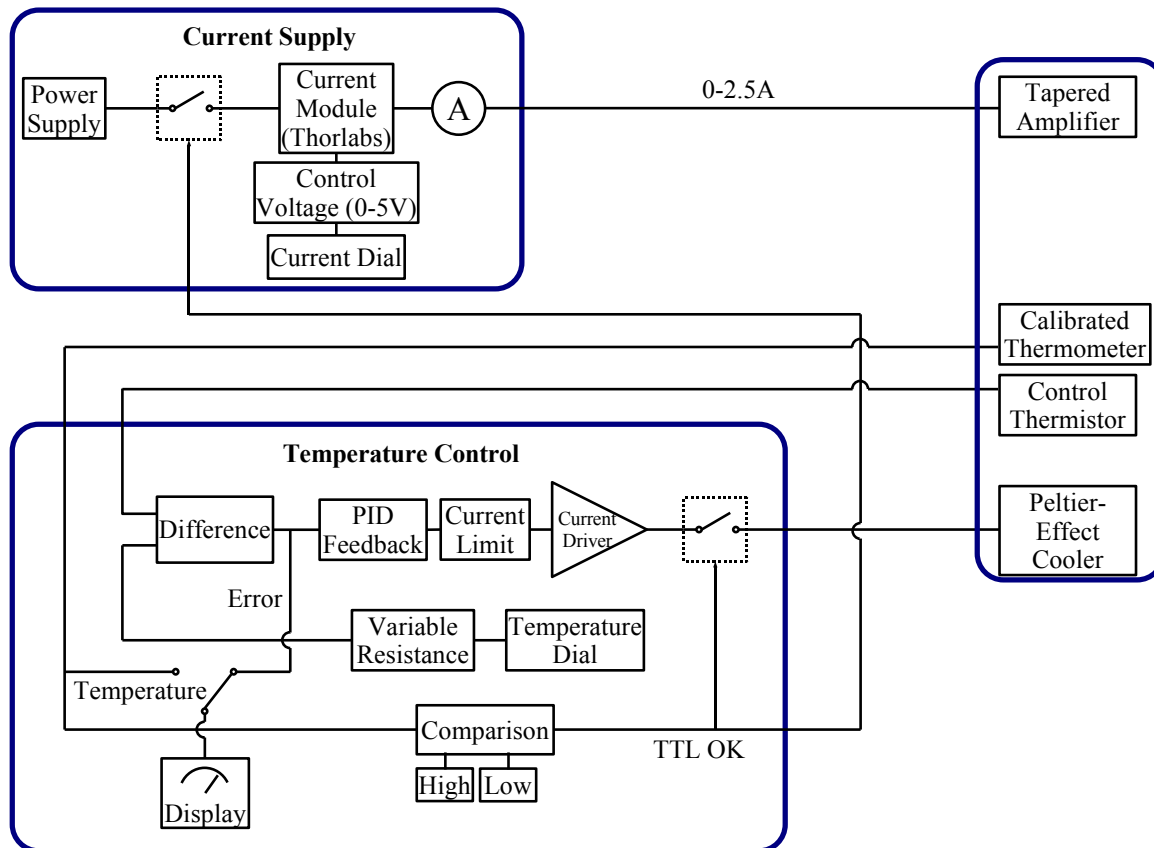 Current Supply
Power
Supply
Current
Module
(Thorlabs)
A
0-2.5A
Tapered
Amplifier
Control
Voltage (0-5V)
Current Dial
Calibrated
Thermometer
Control
Thermistor
Temperature Control
Difference
PID
Feedback
Current
Limit
Current
Driver
Peltier-
Effect
Cooler
Error
Variable
Resistance
Temperature
Dial
Temperature
Comparison
TTL OK
High
Low
Display